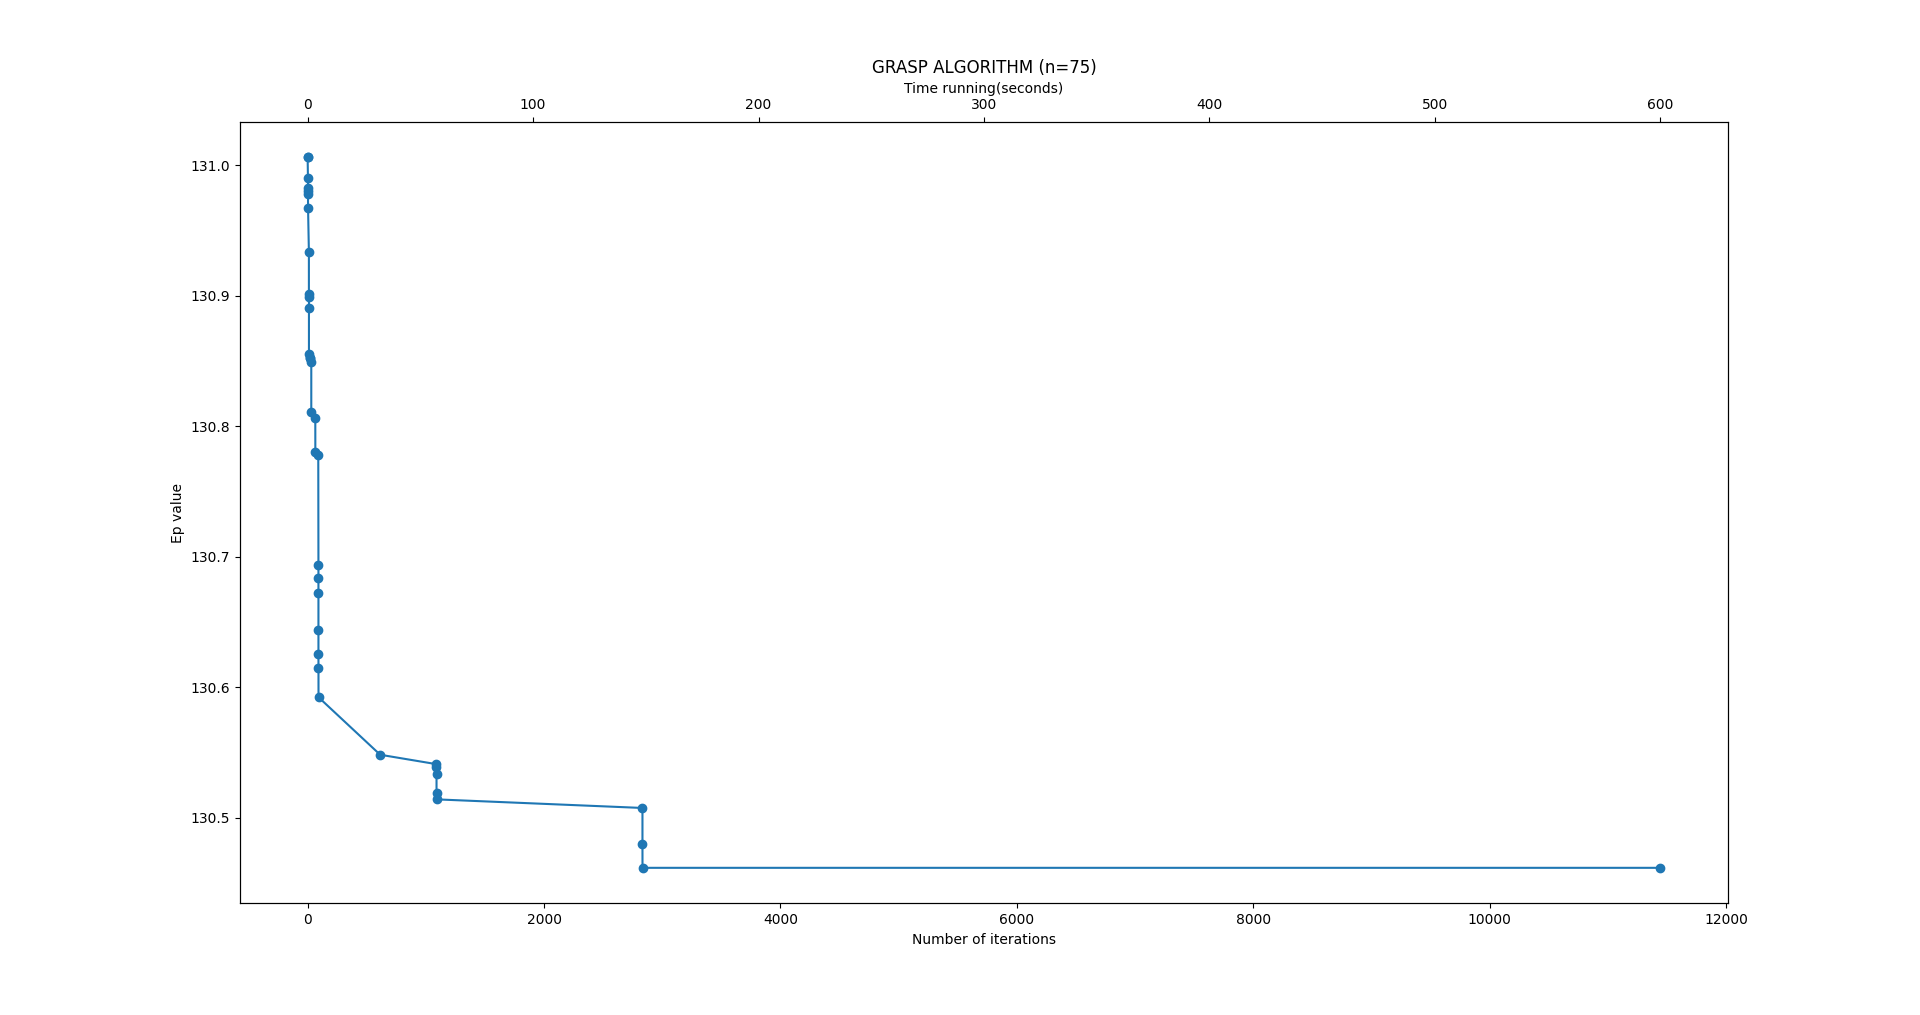 GRASP ALGORITHM (n=75)
Time running(seconds)
0 100 200 300 400 500 600
131.0
130.9
130.8
130.7
130.6
130.5
Ep value
0 2000 4000 6000 8000 10000 12000
Number of iterations